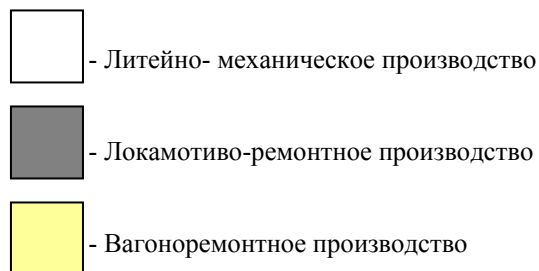 - Литейно- механическое производство
- Локамотиво-ремонтное производство
- Вагоноремонтное производство